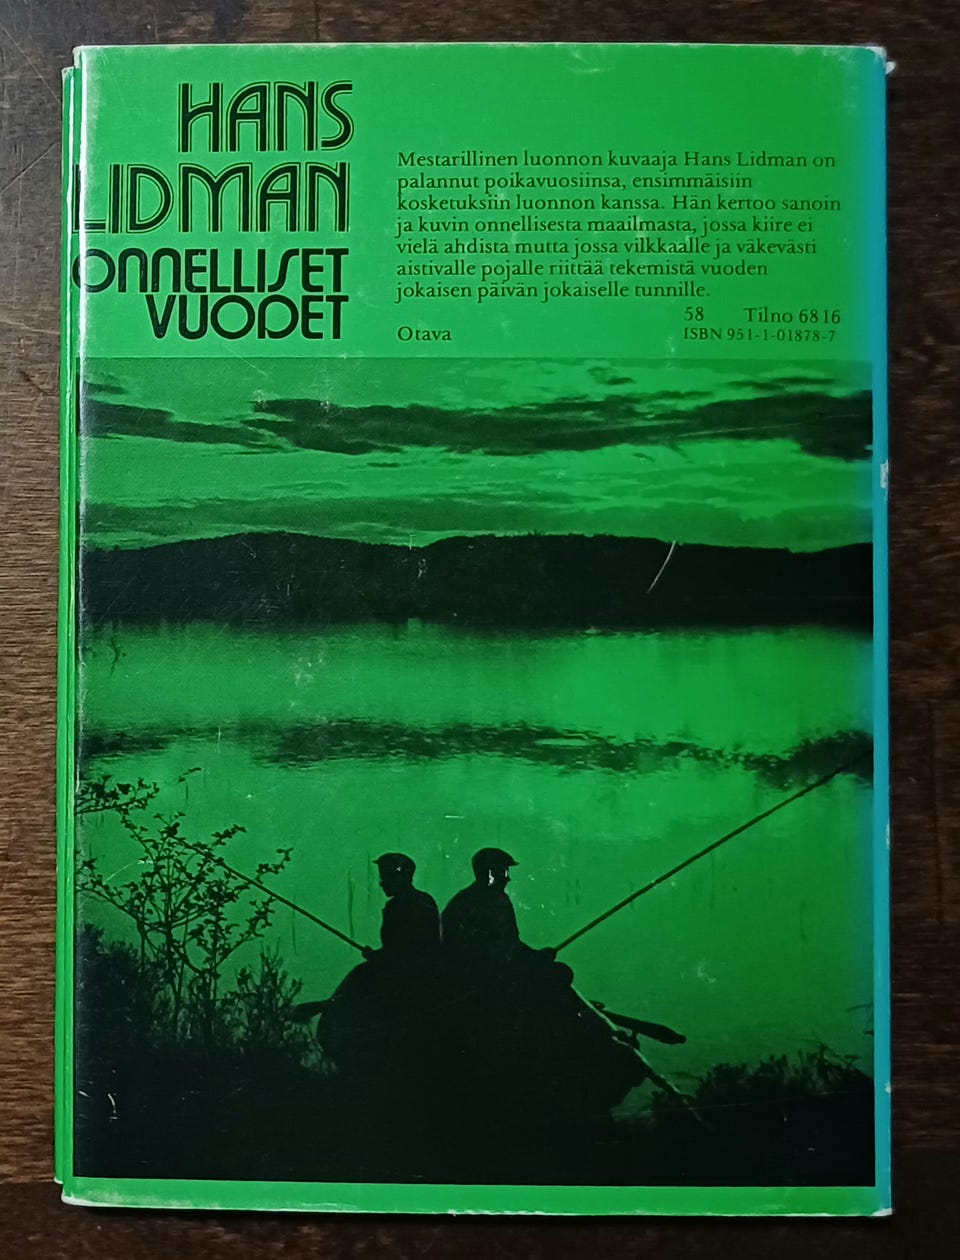 HANS
LIDMAN
ONNELLISET
VUODET
Mestarillinen luonnon kuvaaja Hans Lidman on
palannut poikavuosiinsa, ensimmäisiin
kosketuksiin luonnon kanssa. Hän kertoo sanoin
ja kuvin onnellisesta maailmasta, jossa kiire ei
vielä ahdista mutta jossa vilkkaalle ja väkevästi
aistivalle pojalle riittää tekemistä vuoden
jokaisen päivän jokaiselle tunnille.
58 Tilno 6816
Otava ISBN 951-1-01878-7